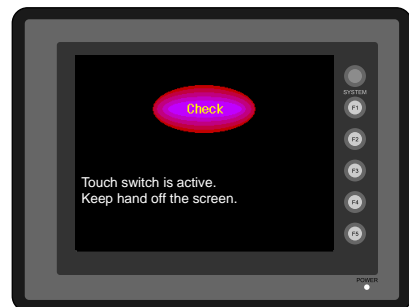 Check
SYSTEM
F1
F2
F3
Touch switch is active.
Keep hand off the screen.
F4
F5
POWER